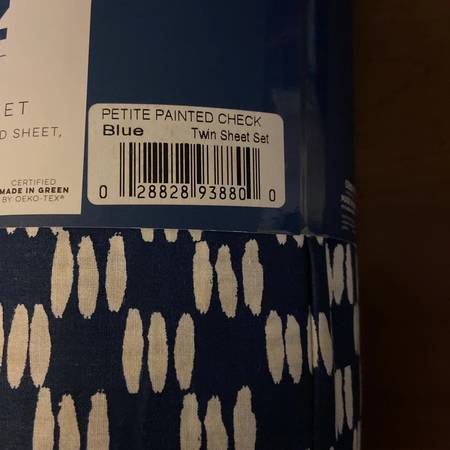 ET
D SHEET,
CERTIFIED
MADE IN GREEN
BY OEKO-TEX®
PETITE PAINTED CHECK
Blue Twin Sheet Set
0 28828 93880 0